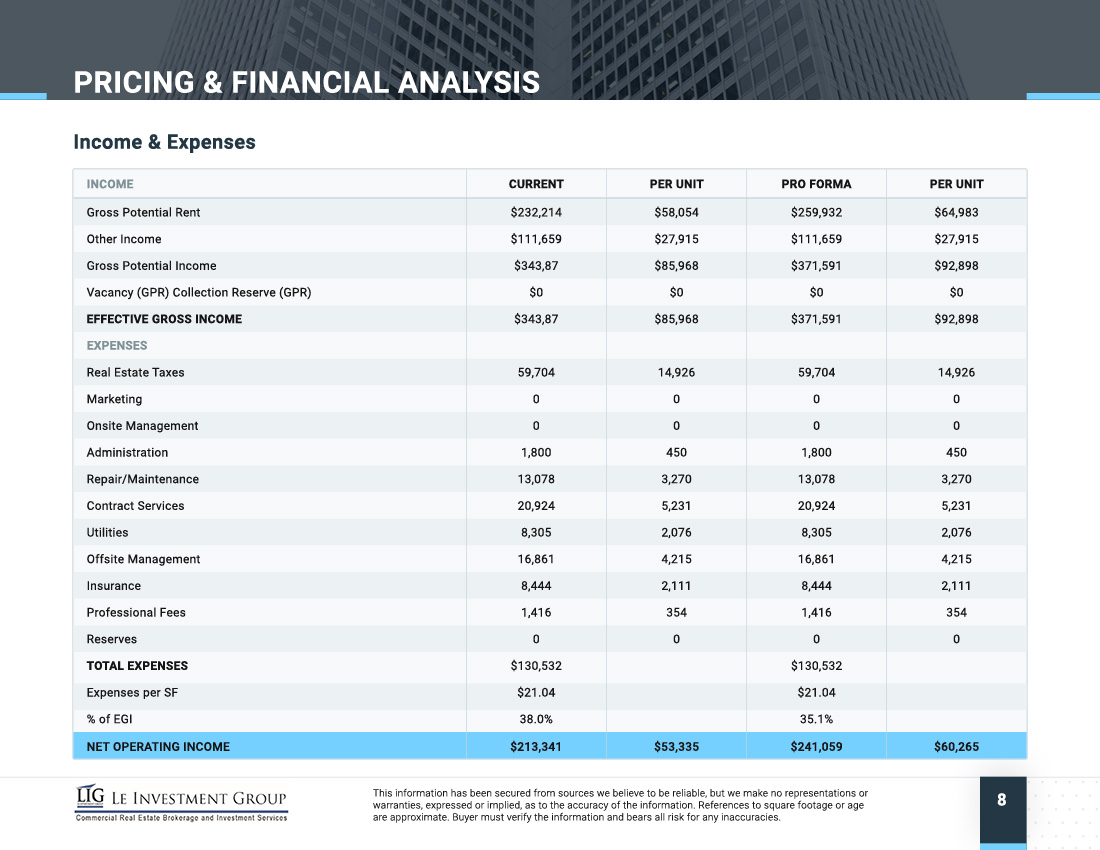 PRICING & FINANCIAL ANALYSIS
Income & Expenses
INCOME CURRENT PER UNIT PRO FORMA PER UNIT
Gross Potential Rent $232,214 $58,054 $259,932 $64,983
Other Income $111,659 $27,915 $111,659 $27,915
Gross Potential Income $343,87 $85,968 $371,591 $92,898
Vacancy (GPR) Collection Reserve (GPR) $0 $0 $0 $0
EFFECTIVE GROSS INCOME $343,87 $85,968 $371,591 $92,898
EXPENSES
Real Estate Taxes 59,704 14,926 59,704 14,926
Marketing 0 0 0 0
Onsite Management 0 0 0 0
Administration 1,800 450 1,800 450
Repair/Maintenance 13,078 3,270 13,078 3,270
Contract Services 20,924 5,231 20,924 5,231
Utilities 8,305 2,076 8,305 2,076
Offsite Management 16,861 4,215 16,861 4,215
Insurance 8,444 2,111 8,444 2,111
Professional Fees 1,416 354 1,416 354
Reserves 0 0 0 0
TOTAL EXPENSES $130,532 $130,532
Expenses per SF $21.04 $21.04
% of EGI 38.0% 35.1%
NET OPERATING INCOME $213,341 $53,335 $241,059 $60,265
LIG LE INVESTMENT GROUP
Commercial Real Estate Brokerage and Investment Services
This information has been secured from sources we believe to be reliable, but we make no representations or
warranties, expressed or implied, as to the accuracy of the information. References to square footage or age
are approximate. Buyer must verify the information and bears all risk for any inaccuracies.
8